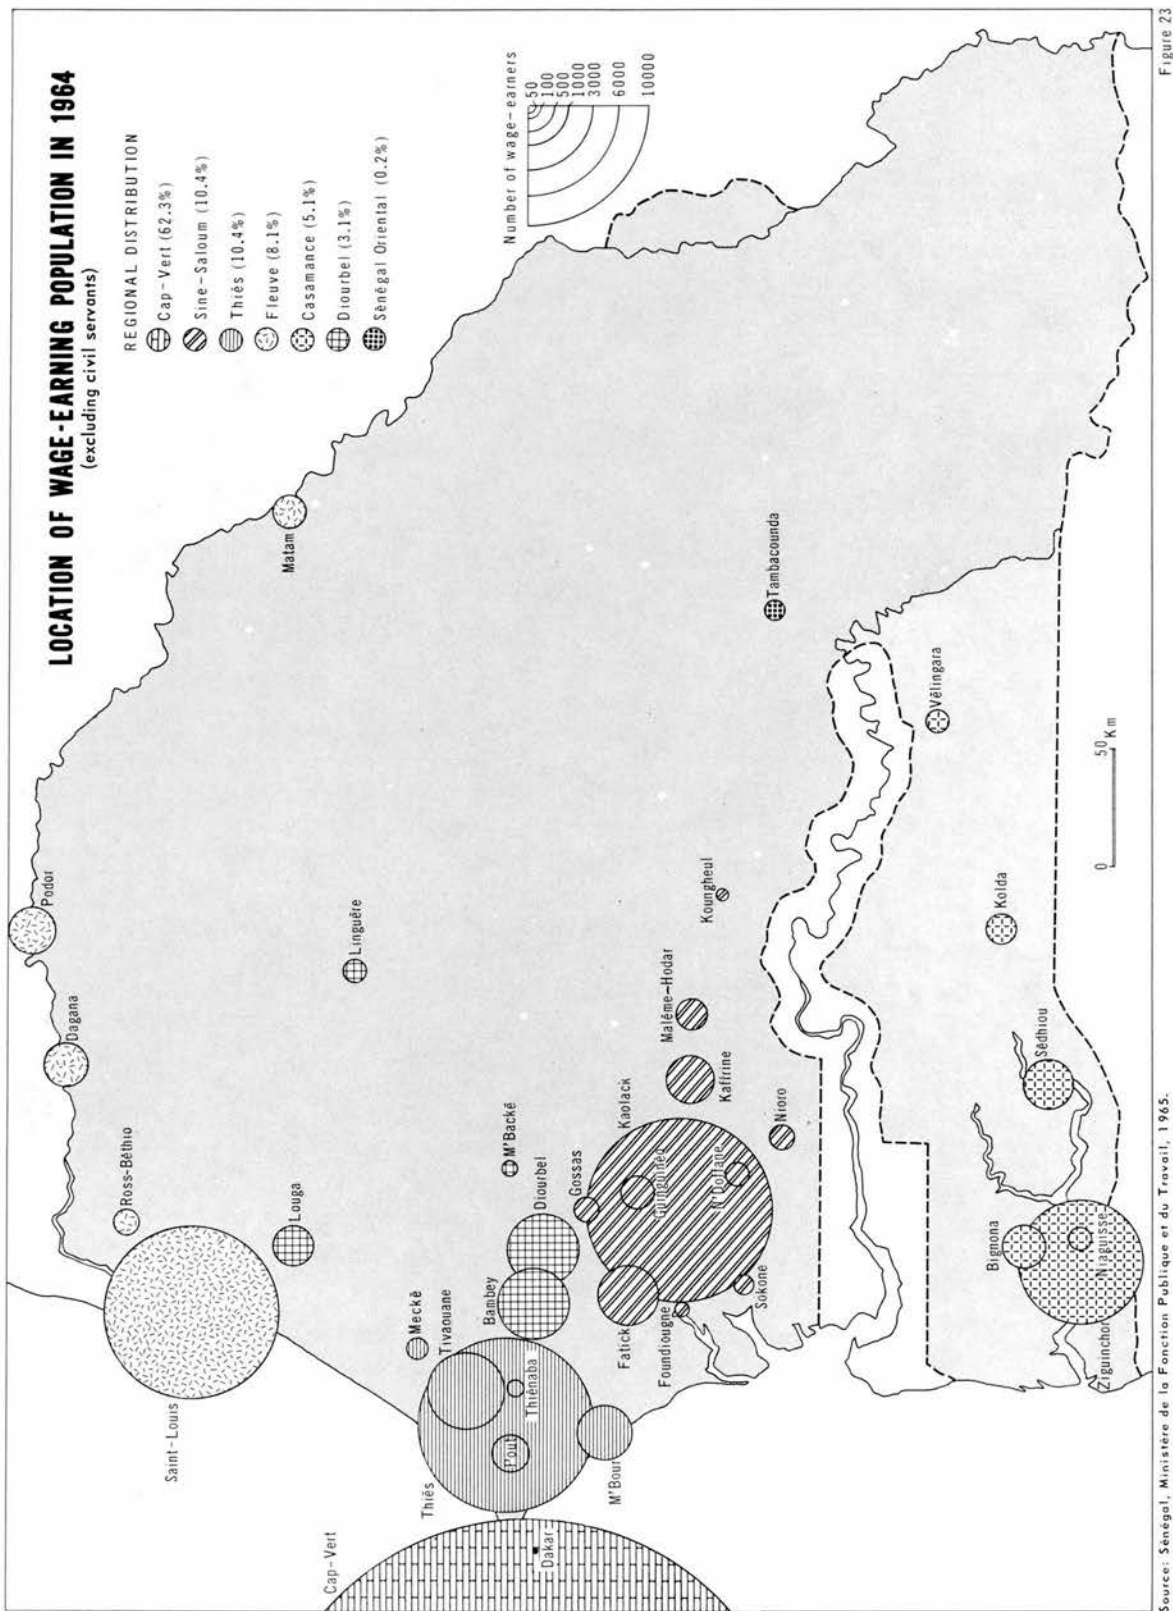 LOCATION OF WAGE-EARNING POPULATION IN 1964
(excluding civil servants)
REGIONAL DISTRIBUTION
Cap-Vert (62.3%)
Sine-Saloum (10.4%)
Thiès (10.4%)
Fleuve (8.1%)
Casamance (5.1%)
Diourbel (3.1%)
Sénégal Oriental (0.2%)
Number of wage-earners
50
100
500
1000
3000
6000
10000
Podor
Dagana
Ross-Béthio
Saint-Louis
Matam
Louga
Linguère
Mecké
Tivaouane
Thiès
Thiénaba
Pout
M'Bour
Cap-Vert
Dakar
Bambey
Diourbel
M'Backé
Gossas
Kaolack
Guinguinéo
N'Doffane
Fatick
Foundiougne
Sokone
Nioro
Kaffrine
Malème-Hodar
Koungheul
Tambacounda
Vélingara
Kolda
Sédhiou
Bignona
Niaguisse
Ziguinchor
0 50 Km
Source: Sénégal, Ministère de la Fonction Publique et du Travail, 1965.
Figure 23